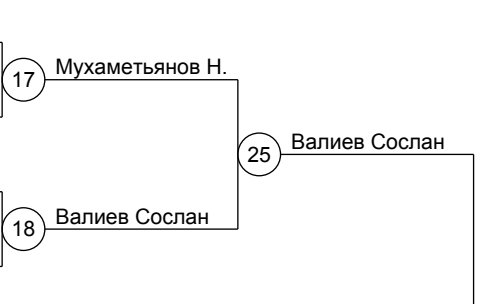 17 Мухаметьянов Н.
25 Валиев Сослан
18 Валиев Сослан